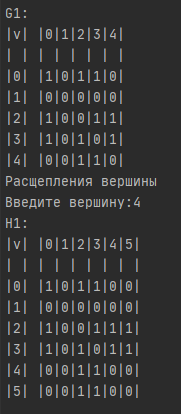 G1:
|v| |0|1|2|3|4|
| | | | | | | |
|0| |1|0|1|1|0|
|1| |0|0|0|0|0|
|2| |1|0|0|1|1|
|3| |1|0|1|0|1|
|4| |0|0|1|1|0|
Расщепления вершины
Введите вершину:4
H1:
|v| |0|1|2|3|4|5|
| | | | | | | | |
|0| |1|0|1|1|0|0|
|1| |0|0|0|0|0|0|
|2| |1|0|0|1|1|1|
|3| |1|0|1|0|1|1|
|4| |0|0|1|1|0|0|
|5| |0|0|1|1|0|0|